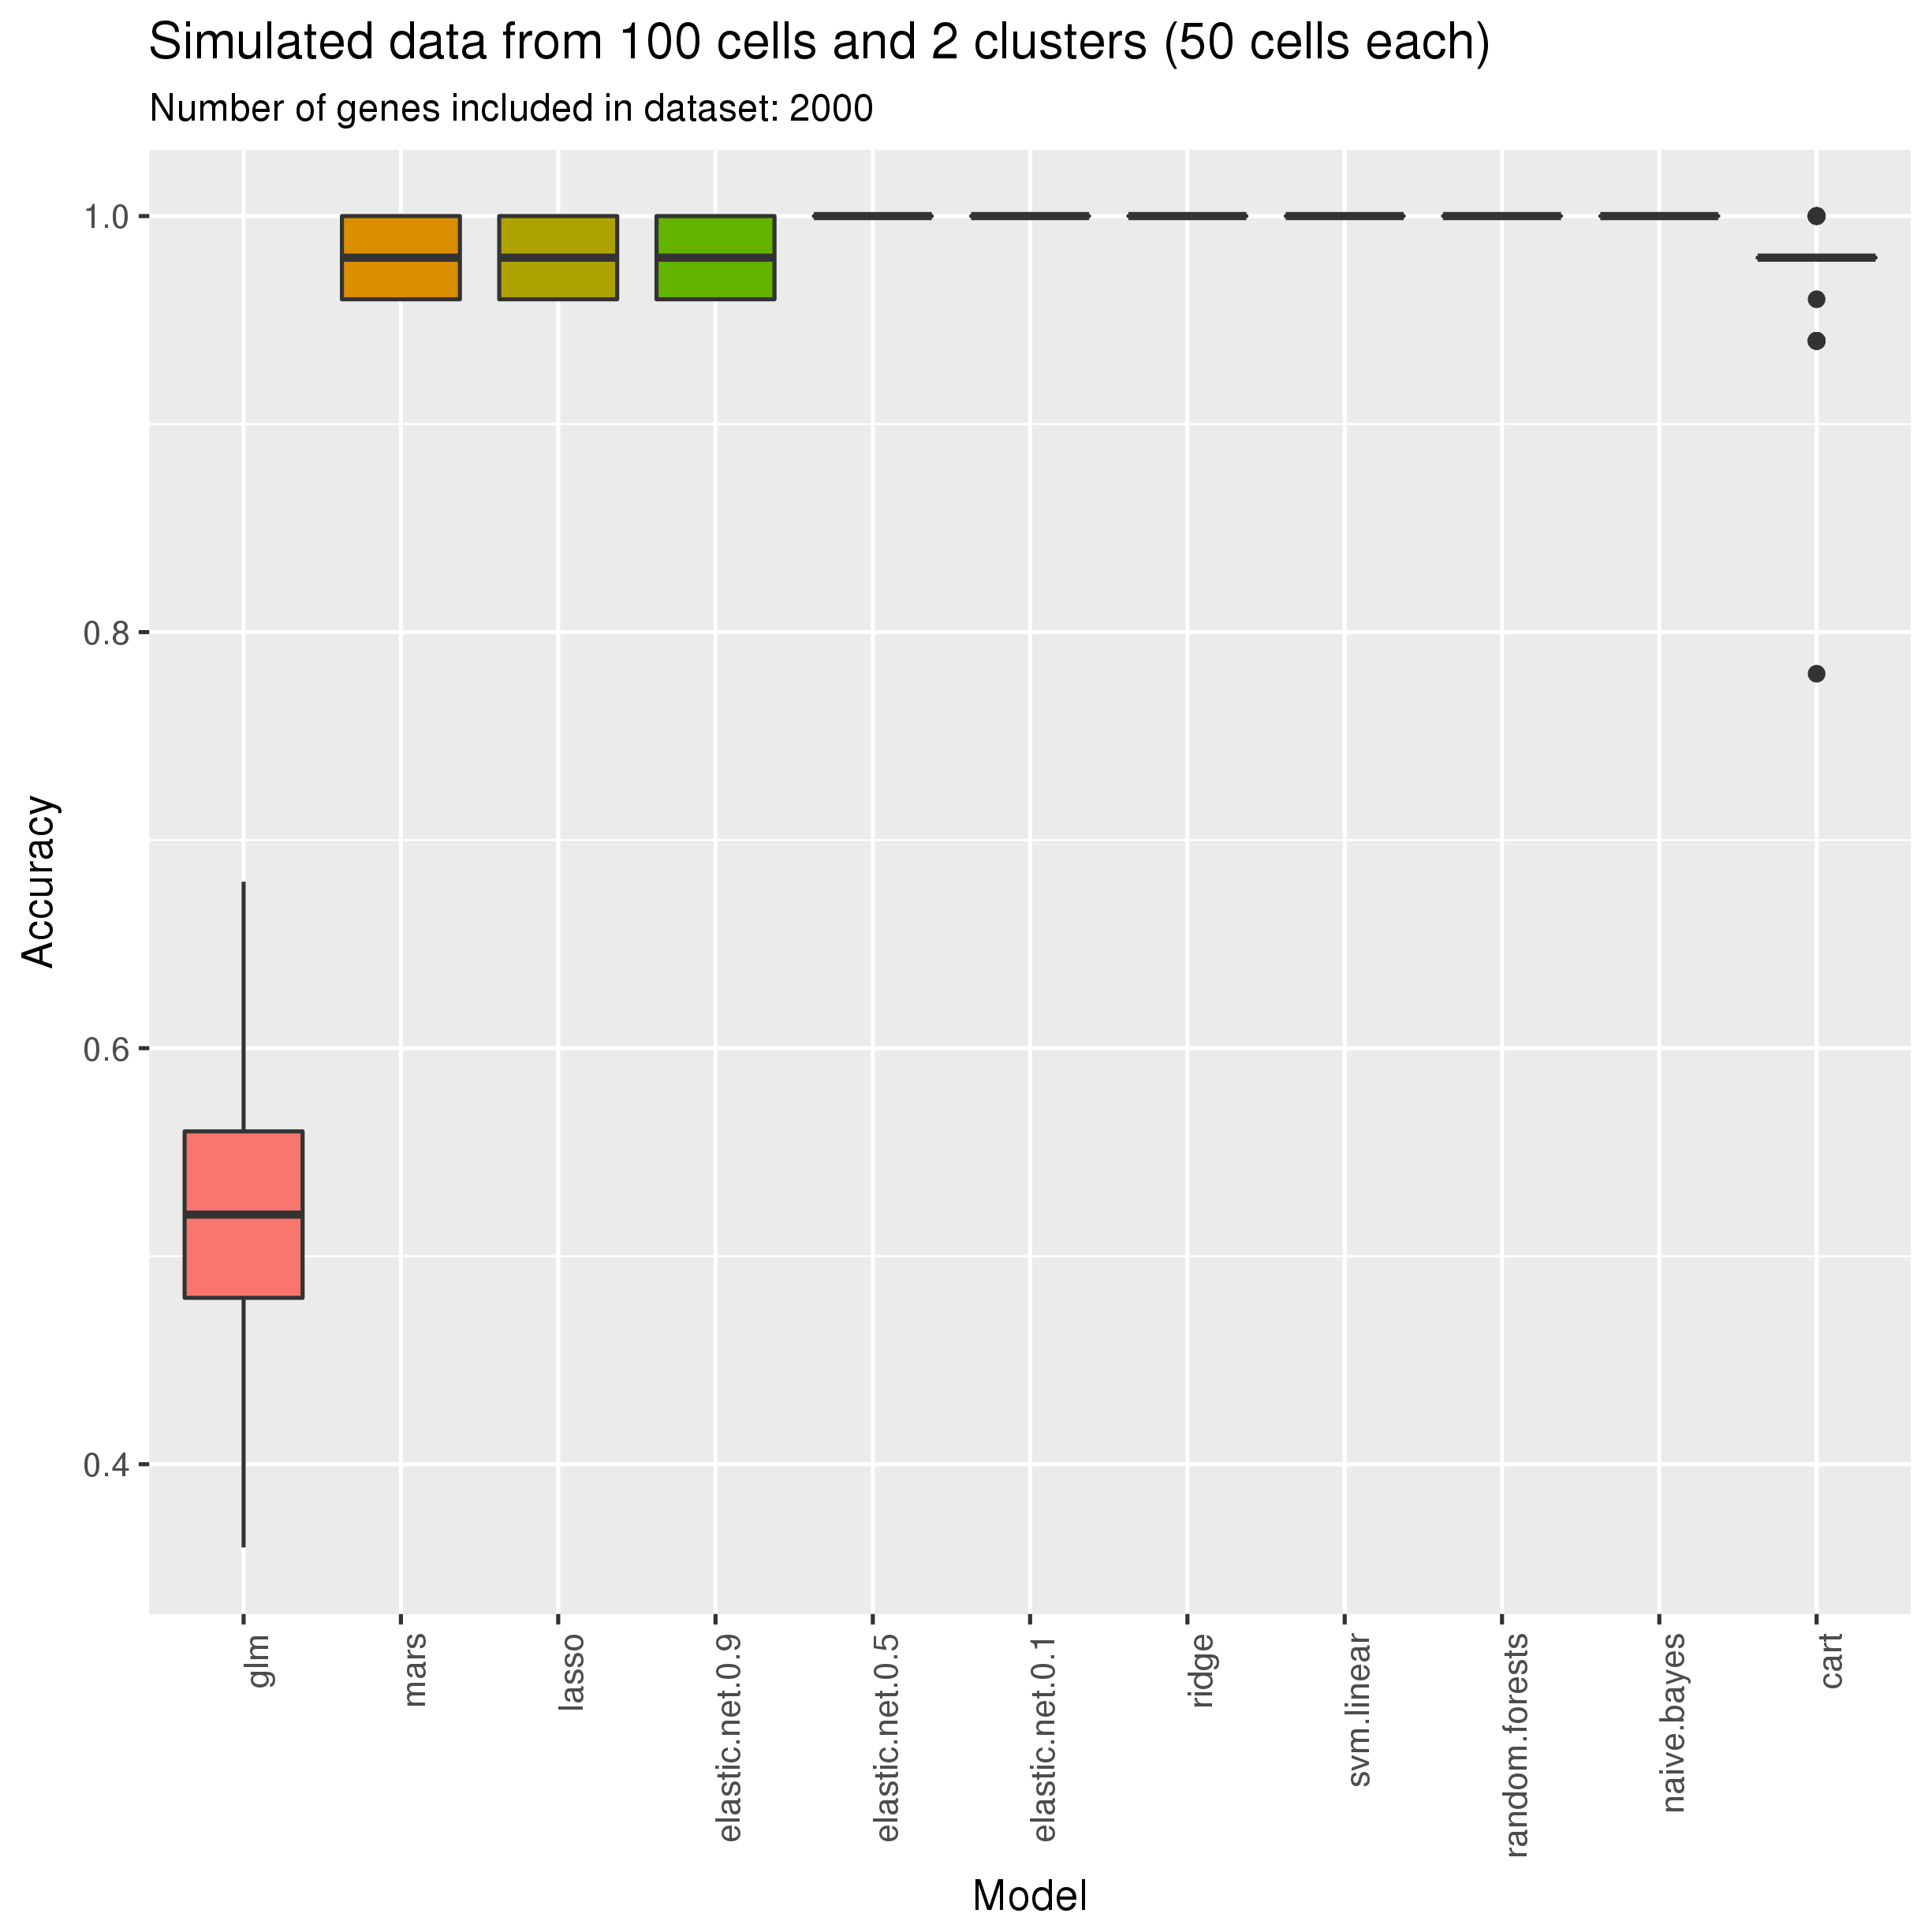 Simulated data from 100 cells and 2 clusters (50 cells each)
Number of genes included in dataset: 2000
Accuracy
1.0
0.8
0.6
0.4
glm
mars
lasso
elastic.net.0.9
elastic.net.0.5
elastic.net.0.1
ridge
svm.linear
random.forests
naive.bayes
cart
Model